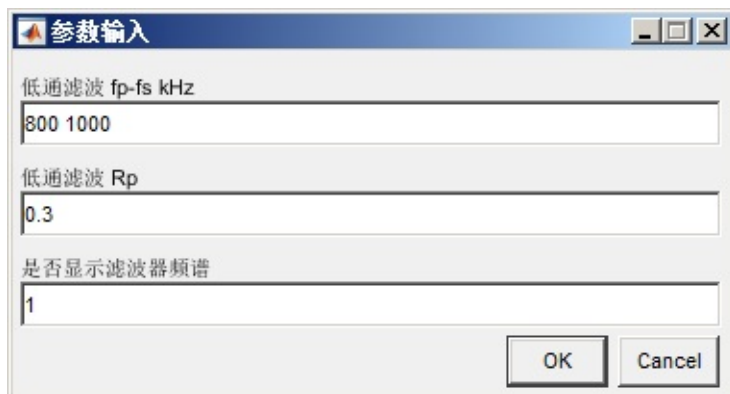 参数输入
低通滤波 fp-fs kHz
800 1000
低通滤波 Rp
0.3
是否显示滤波器频谱
1
OK Cancel